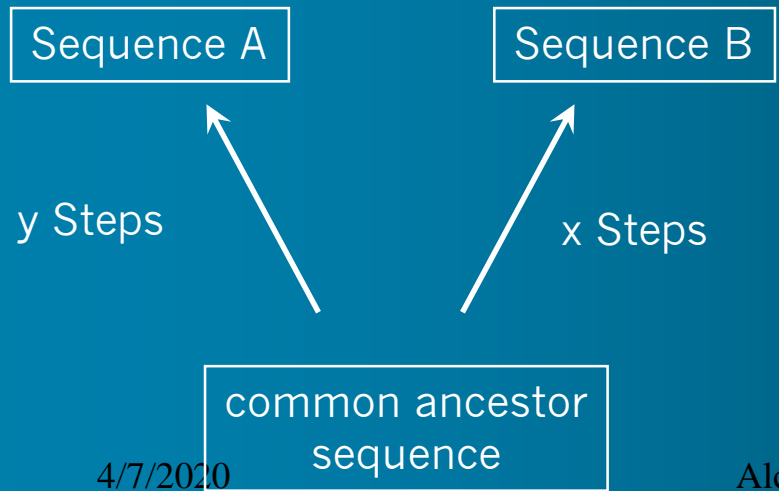 Sequence A
Sequence B
y Steps
x Steps
common ancestor
sequence
4/7/2020